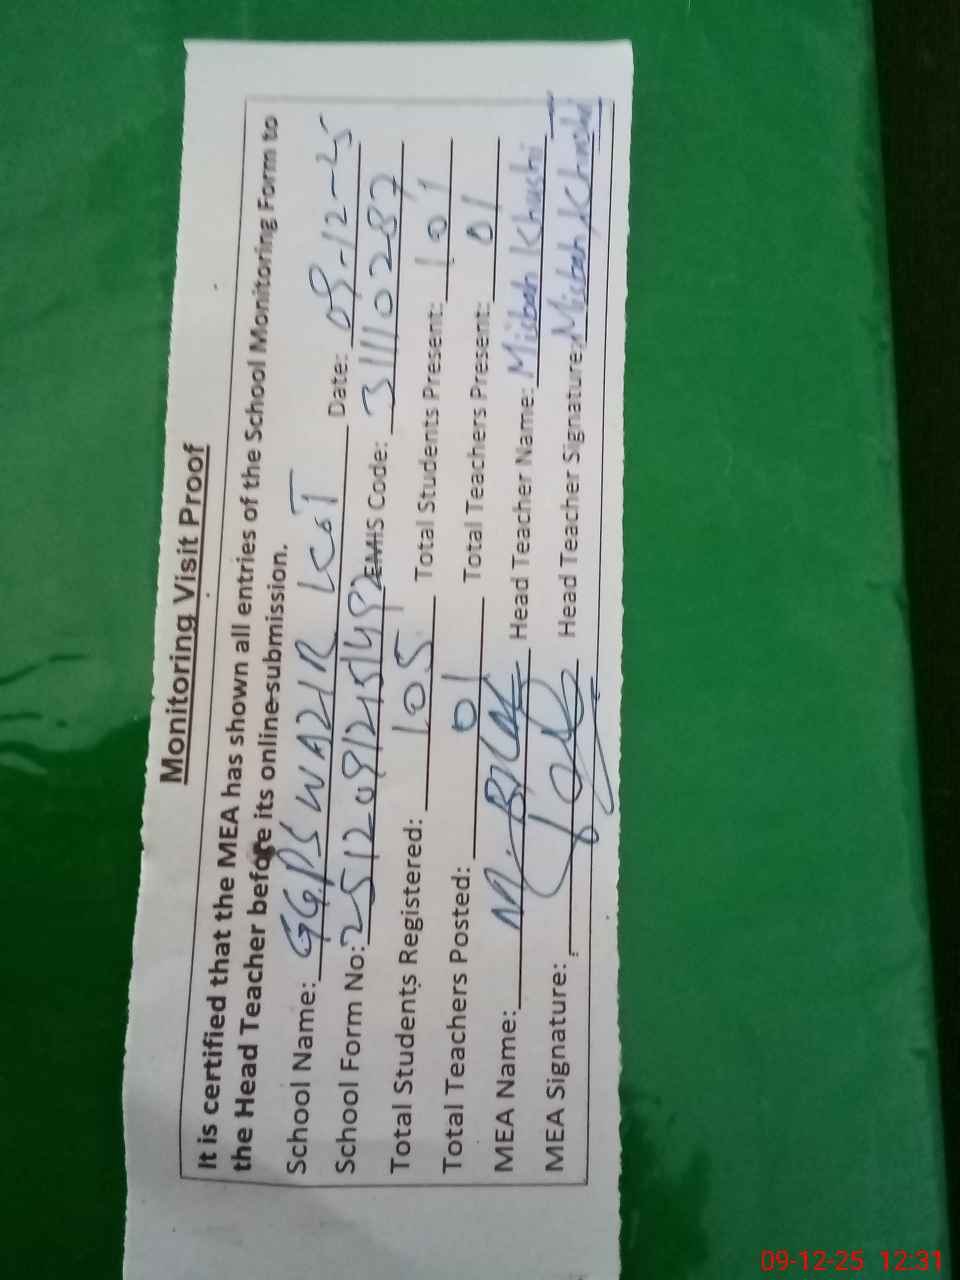 Monitoring Visit Proof
It is certified that the MEA has shown all entries of the School Monitoring Form to
the Head Teacher before its online submission.
School Name: GGPS WAZIR KOT Date: 09-12-25
School Form No: EMIS Code: 31110287
Total Students Registered: 105 Total Students Present: 101
Total Teachers Posted: 01 Total Teachers Present: 01
MEA Name: M. BILAL Head Teacher Name: Misbah Khushi
MEA Signature: Head Teacher Signature: Misbah Khushi
09-12-25 12:31